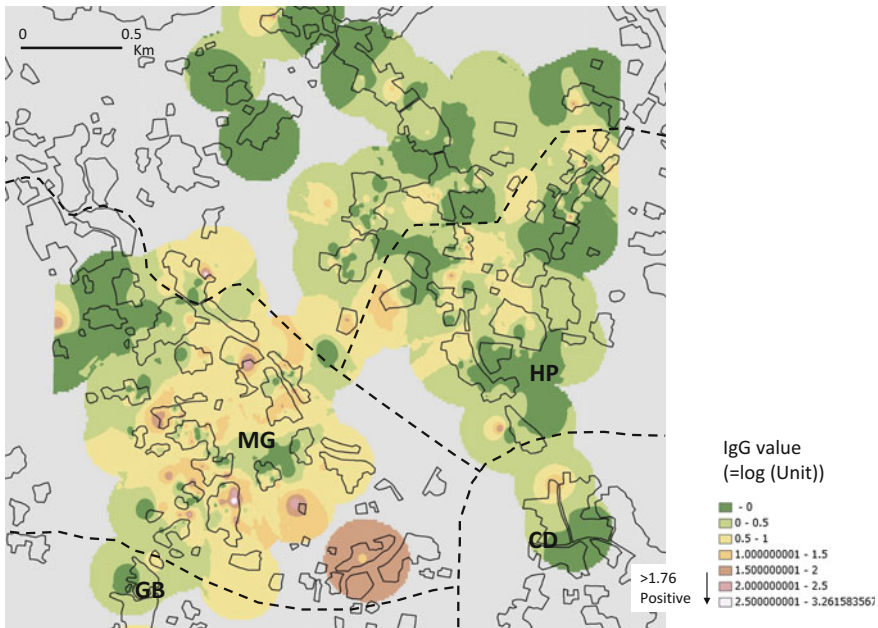 0 0.5
Km
HP
MG
CD
GB
IgG value
(=log (Unit))
- 0
0 - 0.5
0.5 - 1
1.000000001 - 1.5
1.500000001 - 2
2.000000001 - 2.5
2.500000001 - 3.261583567
>1.76
Positive